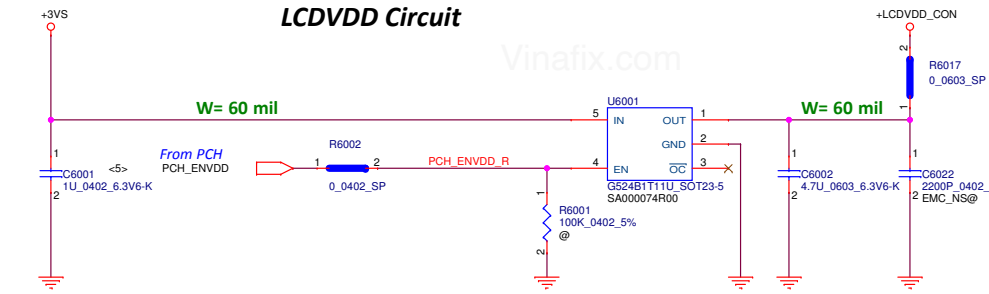 LCDVDD Circuit
+3VS
+LCDVDD_CON
Vinafix.com
2
R6017
0_0603_SP
1
W= 60 mil
U6001
W= 60 mil
5
IN
OUT
1
GND
2
R6002
From PCH
<5>
PCH_ENVDD
1
2
0_0402_SP
PCH_ENVDD_R
4
EN
OC
3
G524B1T11U_SOT23-5
SA000074R00
1
C6001
1U_0402_6.3V6-K
2
1
R6001
100K_0402_5%
@
2
1
C6002
4.7U_0603_6.3V6-K
2
1
C6022
2200P_0402_
EMC_NS@
2